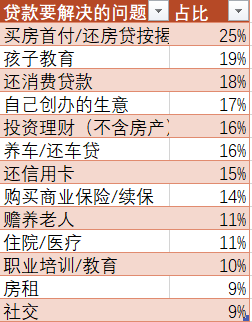 贷款要解决的问题 占比
买房首付/还房贷按揭 25%
孩子教育 19%
还消费贷款 18%
自己创办的生意 17%
投资理财（不含房产） 16%
养车/还车贷 16%
还信用卡 15%
购买商业保险/续保 14%
赡养老人 11%
住院/医疗 11%
职业培训/教育 10%
房租 9%
社交 9%